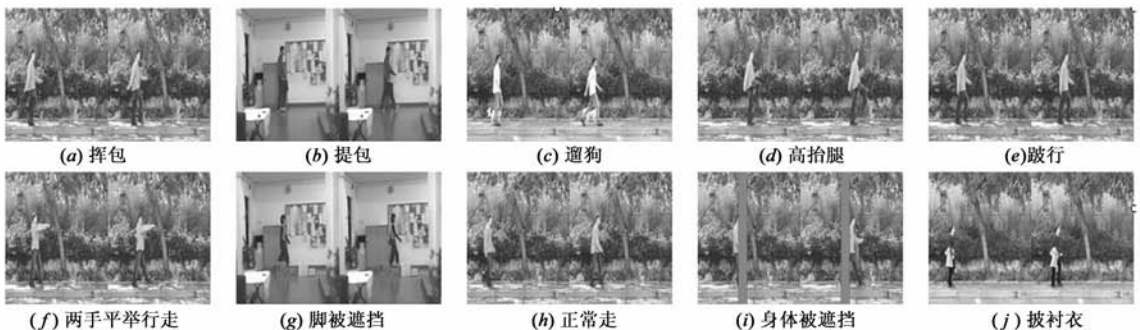 (a) 挥包
(b) 提包
(c) 遛狗
(d) 高抬腿
(e)跛行
(f) 两手平举行走
(g) 脚被遮挡
(h) 正常走
(i) 身体被遮挡
(j) 披衬衣